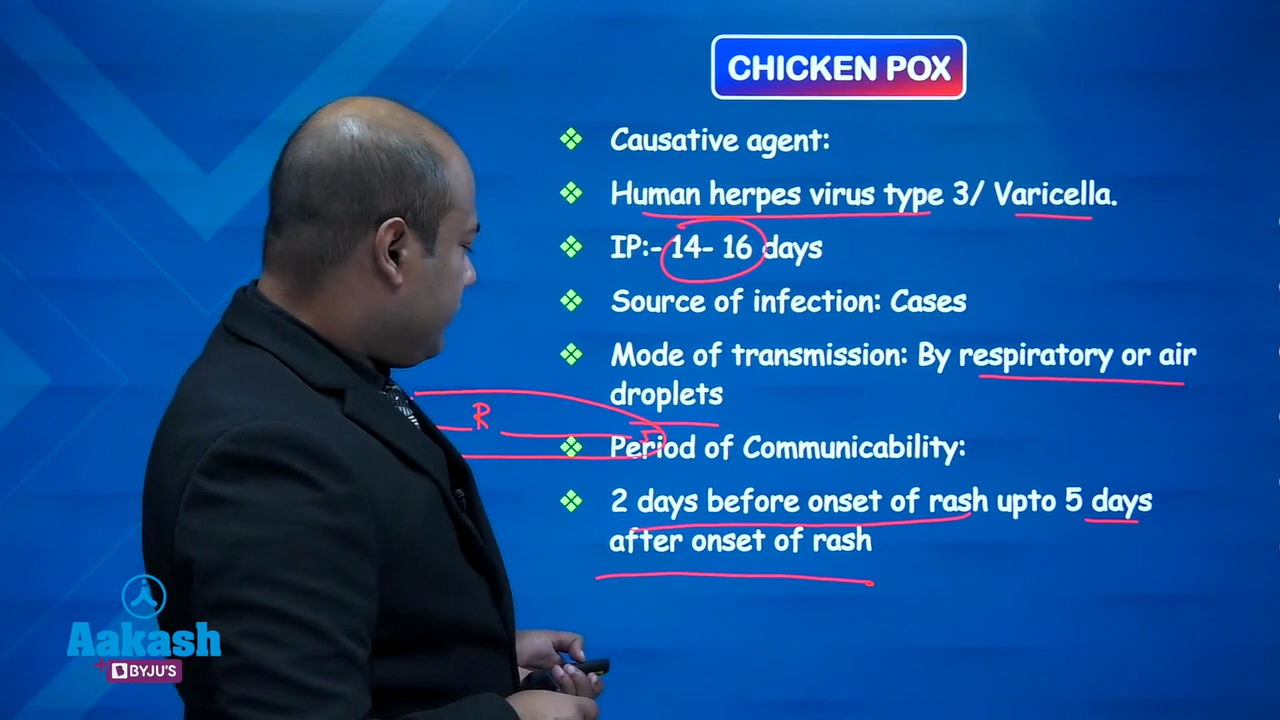 CHICKEN POX
Causative agent:
Human herpes virus type 3/ Varicella.
IP:- 14- 16 days
Source of infection: Cases
Mode of transmission: By respiratory or air
droplets
R
Period of Communicability:
2 days before onset of rash upto 5 days
after onset of rash
Aakash
+ BYJU'S